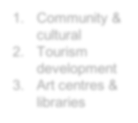 1. Community &
cultural
2. Tourism
development
3. Art centres &
libraries